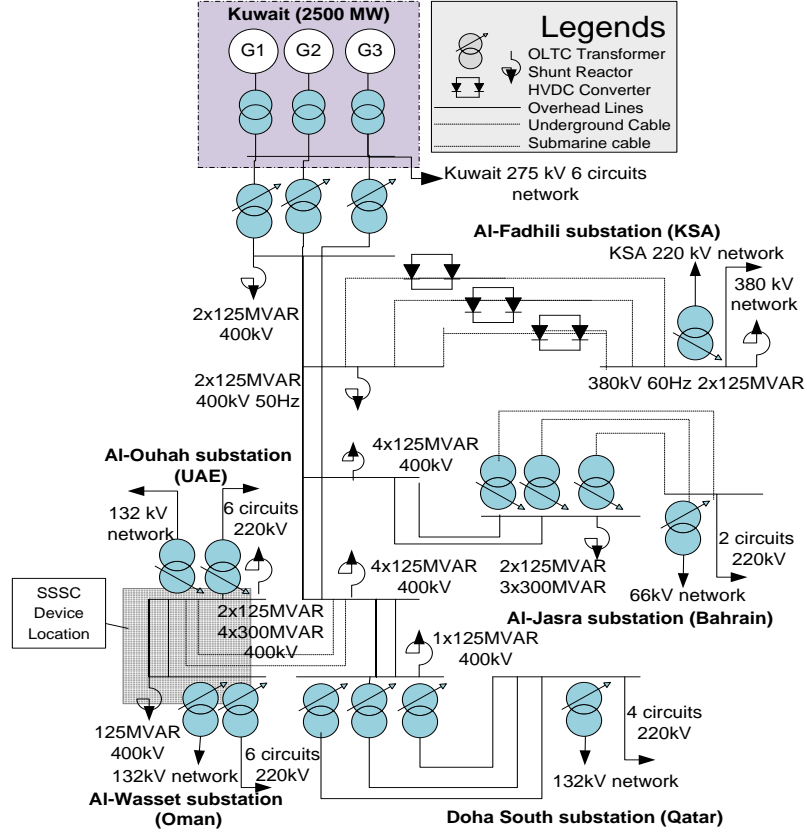 Kuwait (2500 MW)
G1
G2
G3
Legends
OLTC Transformer
Shunt Reactor
HVDC Converter
Overhead Lines
Underground Cable
Submarine cable
Kuwait 275 kV 6 circuits
network
Al-Fadhili substation (KSA)
KSA 220 kV network
380 kV
network
2x125MVAR
400kV
2x125MVAR
400kV 50Hz
380kV 60Hz 2x125MVAR
Al-Ouhah substation
(UAE)
132 kV
network
6 circuits
220kV
4x125MVAR
400kV
2 circuits
220kV
SSSC
Device
Location
2x125MVAR
4x300MVAR
400kV
4x125MVAR
400kV
2x125MVAR
3x300MVAR
66kV network
Al-Jasra substation (Bahrain)
1x125MVAR
400kV
125MVAR
400kV
132kV network
6 circuits
220kV
4 circuits
220kV
132kV network
Al-Wasset substation
(Oman)
Doha South substation (Qatar)